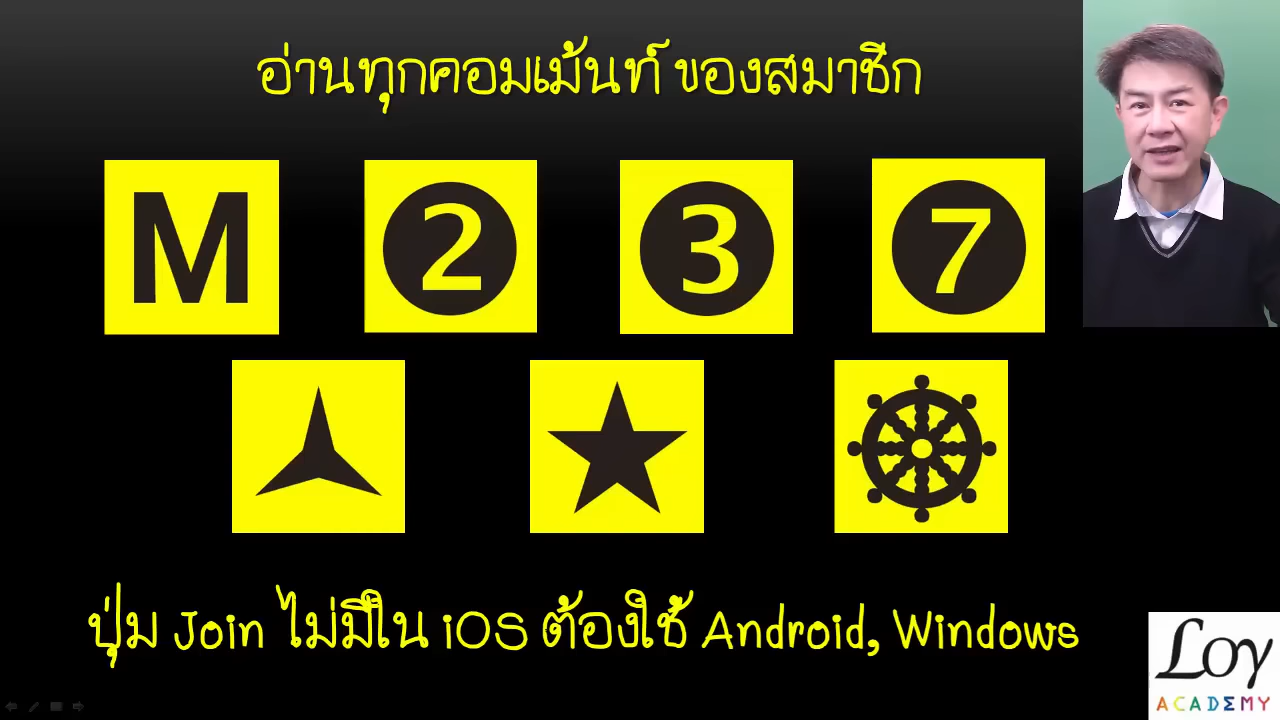 อ่านทุกคอมเม้นท์ ของสมาชิก
M 2 3 7
ปุ่ม Join ไม่มีใน iOS ต้องใช้ Android, Windows
Loy
ACADEMY